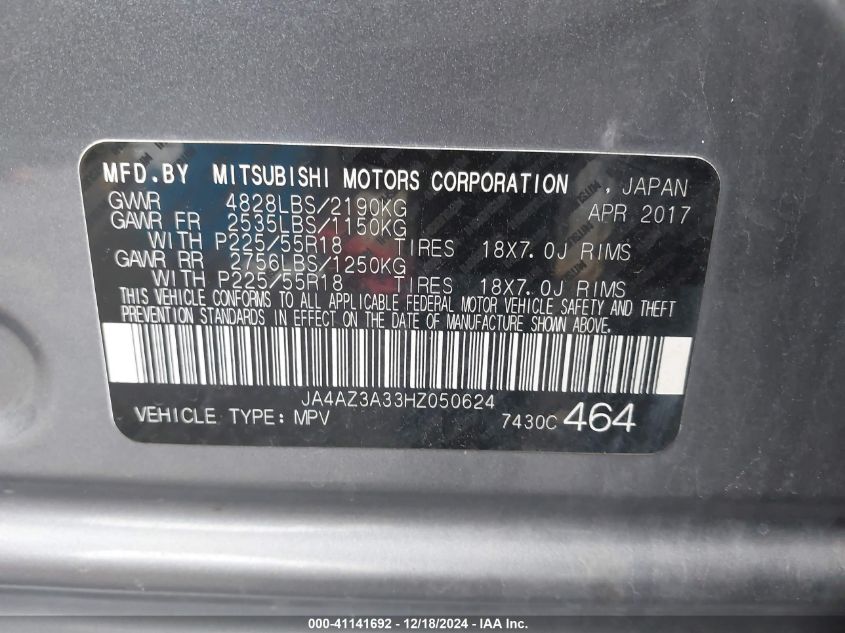 MFD.BY MITSUBISHI MOTORS CORPORATION , JAPAN
GVWR 4828LBS/2190KG APR 2017
GAWR FR 2535LBS/1150KG
WITH P225/55R18 TIRES 18X7.0J RIMS
GAWR RR 2756LBS/1250KG
WITH P225/55R18 TIRES 18X7.0J RIMS
THIS VEHICLE CONFORMS TO ALL APPLICABLE FEDERAL MOTOR VEHICLE SAFETY AND THEFT
PREVENTION STANDARDS IN EFFECT ON THE DATE OF MANUFACTURE SHOWN ABOVE.
JA4AZ3A33HZ050624
VEHICLE TYPE: MPV 7430C 464
000-41141692 - 12/18/2024 - IAA Inc.